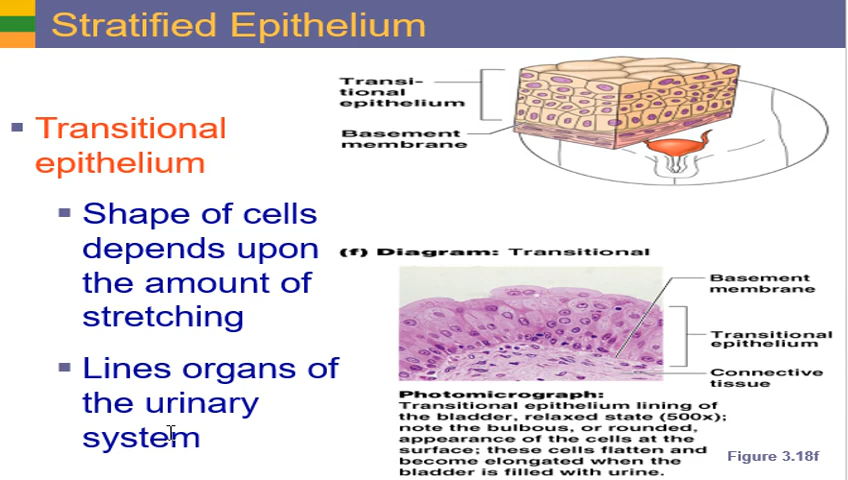 Stratified Epithelium
Transitional
epithelium
Shape of cells
depends upon
the amount of
stretching
Lines organs of
the urinary
system
Transi-
tional
epithelium
Basement
membrane
(f) Diagram: Transitional
Basement
membrane
Transitional
epithelium
Connective
tissue
Photomicrograph:
Transitional epithelium lining of
the bladder, relaxed state (500x);
note the bulbous, or rounded,
appearance of the cells at the
surface; these cells flatten and
become elongated when the
bladder is filled with urine.
Figure 3.18f